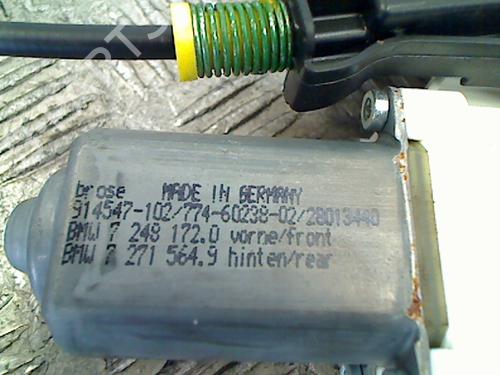 brose MADE IN GERMANY
914547-102/774-60238-02/28013440
BMW 7 248 172.0 vorne/front
BMW 7 271 564.9 hinten/rear